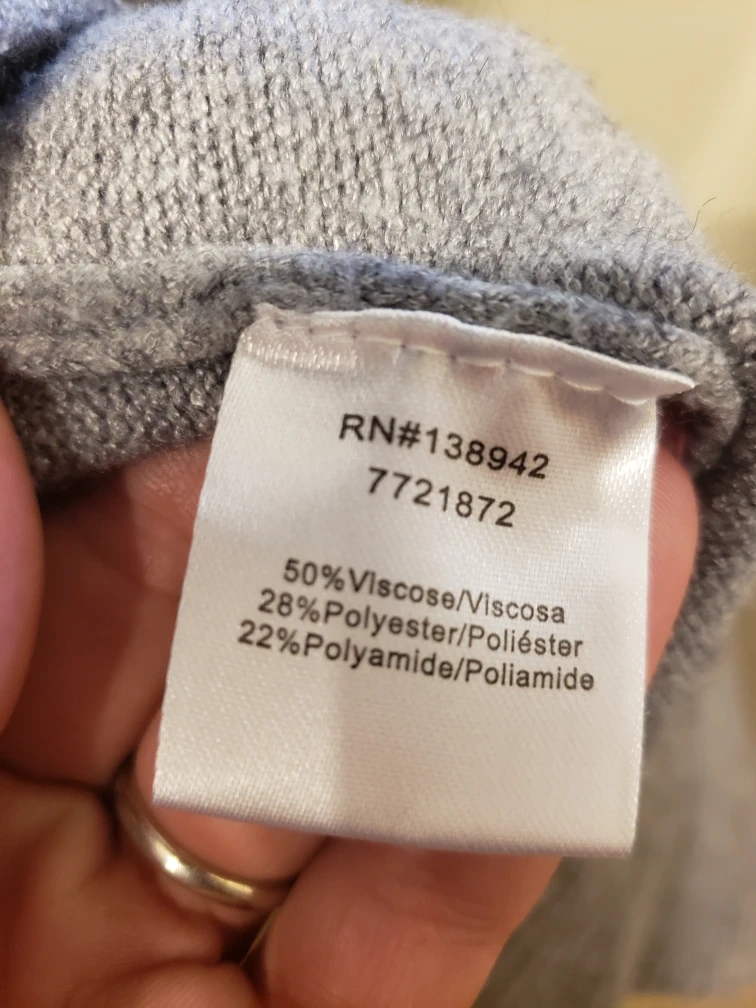 RN#138942
7721872
50%Viscose/Viscosa
28%Polyester/Poliéster
22%Polyamide/Poliamide